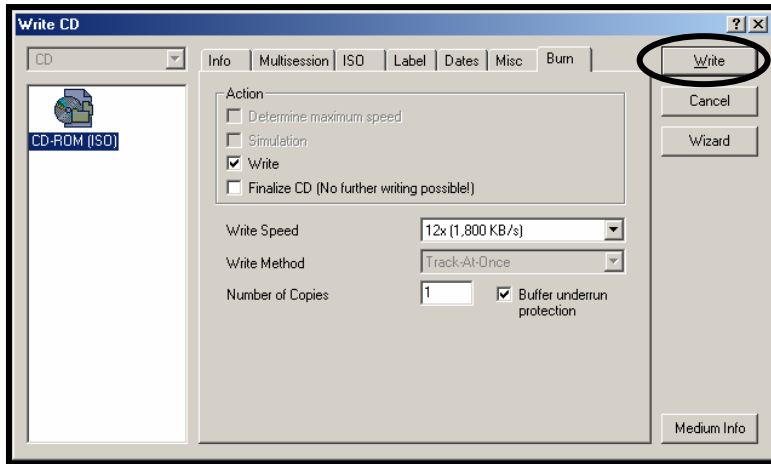 Write CD
CD
CD-ROM (ISO)
Info Multisession ISO Label Dates Misc Burn
Action
Determine maximum speed
Simulation
Write
Finalize CD (No further writing possible!)
Write Speed 12x (1,800 KB/s)
Write Method Track-At-Once
Number of Copies 1 Buffer underrun
protection
Write
Cancel
Wizard
Medium Info